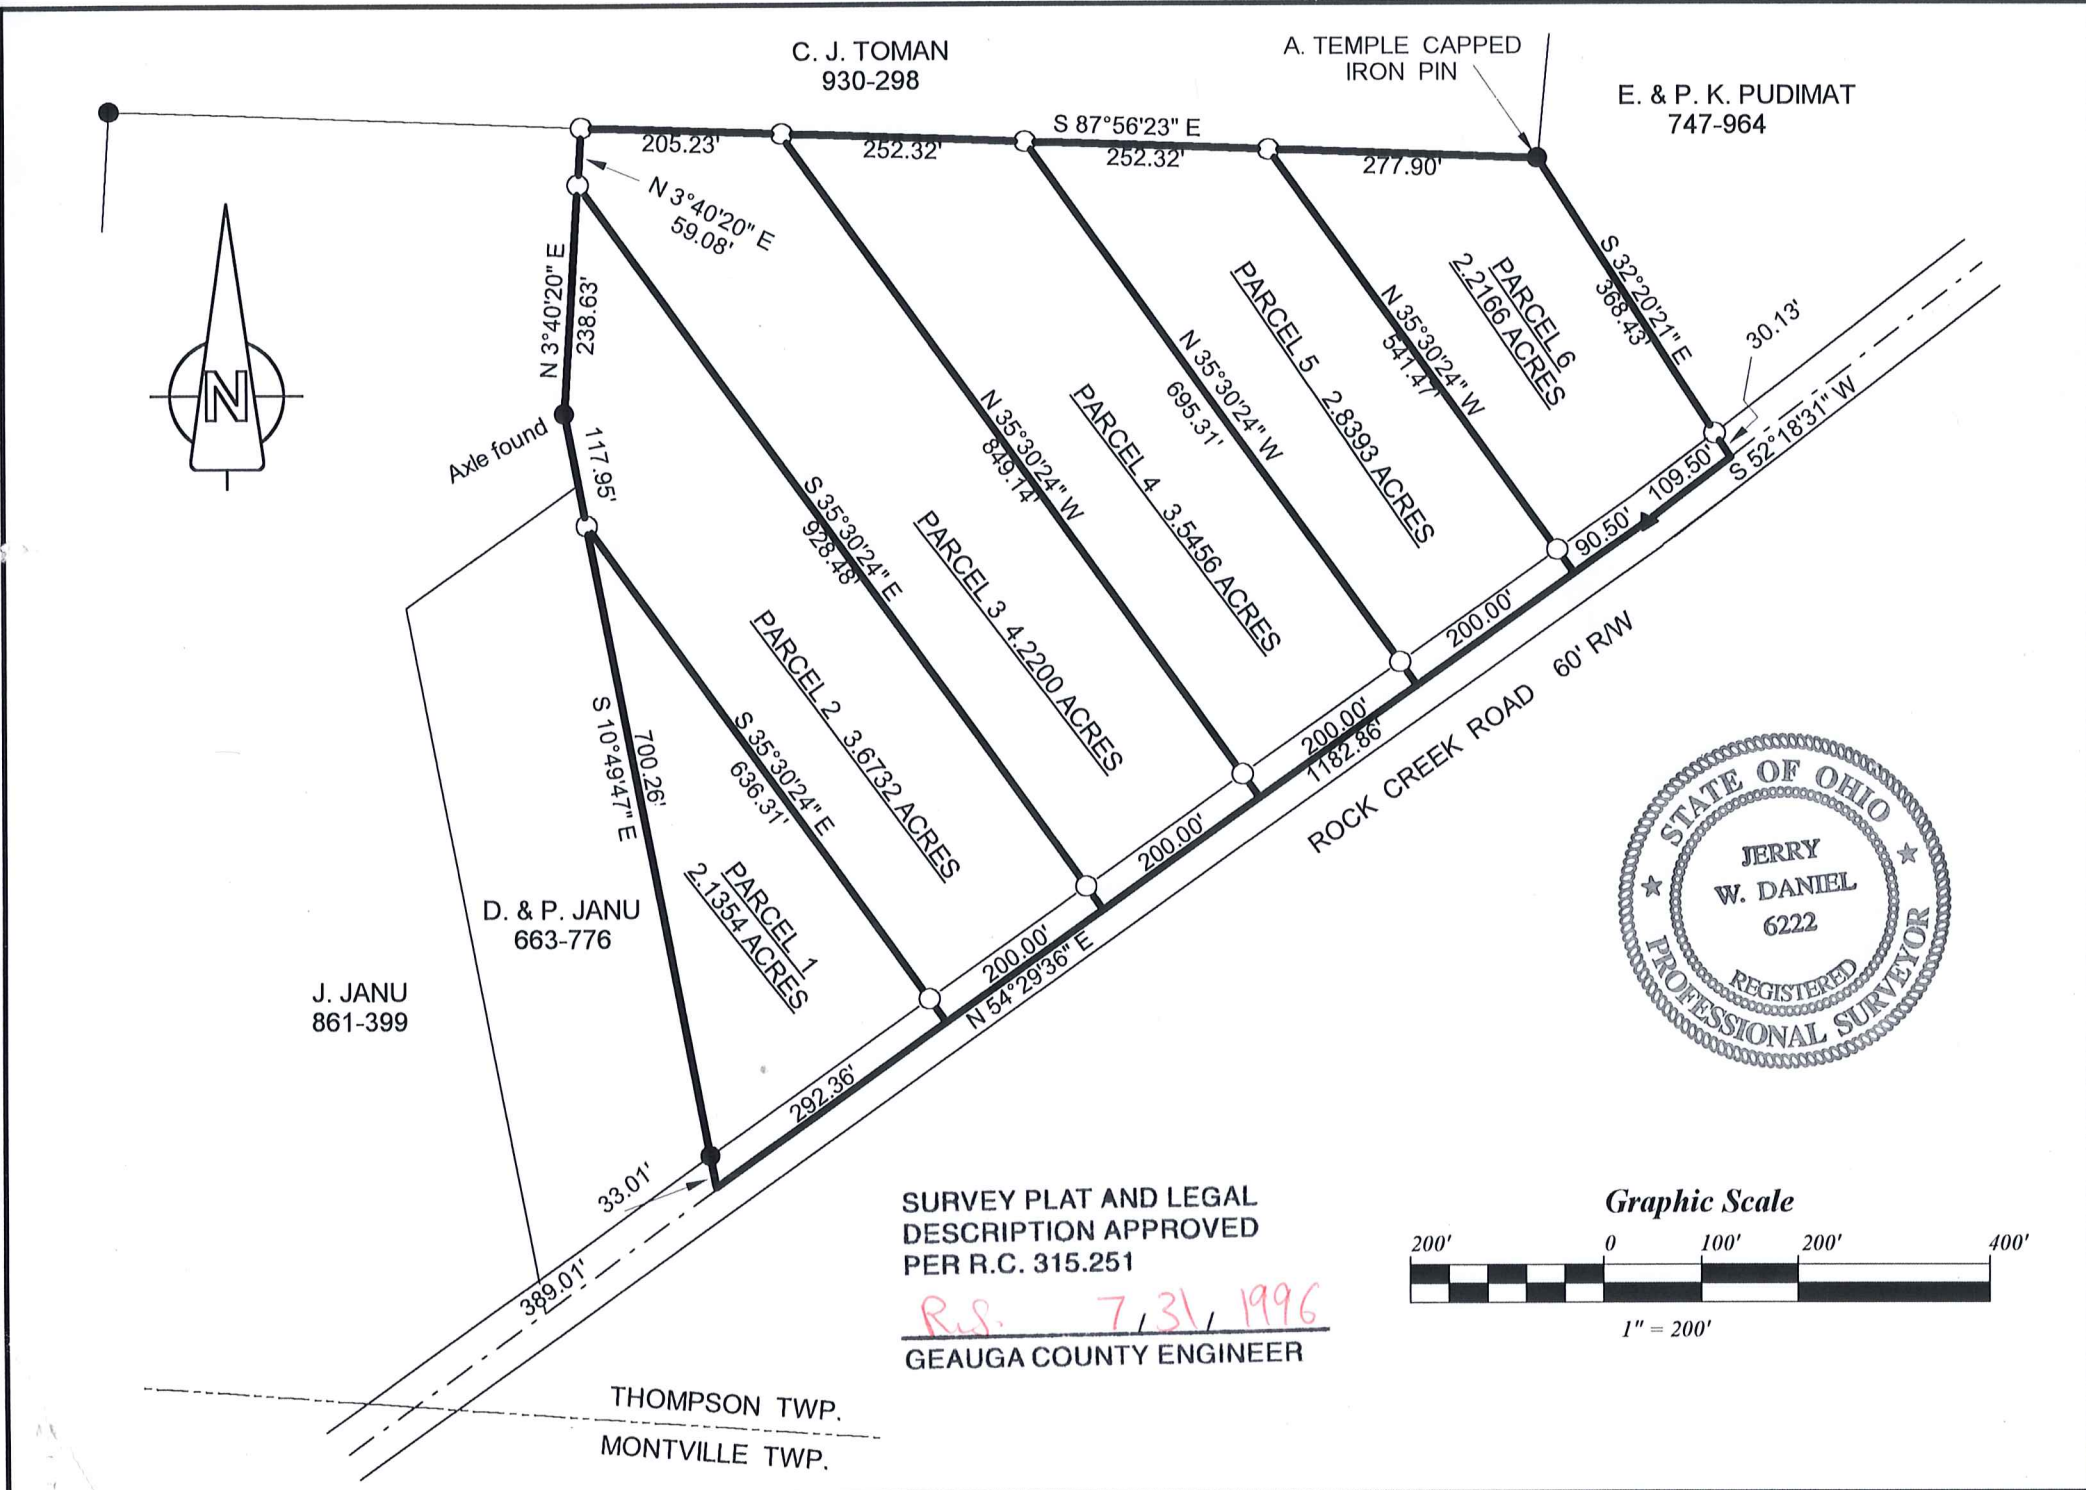 C. J. TOMAN
930-298
A. TEMPLE CAPPED
IRON PIN
E. & P. K. PUDIMAT
747-964
S 87°56'23" E
205.23'
252.32'
252.32'
277.90'
N 3°40'20" E
59.08'
N 3°40'20" E
238.63'
N
Axle found
117.95'
S 32°20'21" E
368.43'
30.13'
PARCEL 6
2.2166 ACRES
N 35°30'24" W
541.47'
PARCEL 5 2.8393 ACRES
N 35°30'24" W
695.31'
PARCEL 4 3.5456 ACRES
N 35°30'24" W
849.14'
PARCEL 3 4.2200 ACRES
S 35°30'24" E
928.48'
PARCEL 2 3.6732 ACRES
S 35°30'24" E
636.31'
PARCEL 1
2.1354 ACRES
700.26'
S 10°49'47" E
S 52°18'31" W
109.50'
90.50'
200.00'
200.00'
1182.86'
200.00'
200.00'
N 54°29'36" E
292.36'
33.01'
389.01'
ROCK CREEK ROAD 60' R/W
D. & P. JANU
663-776
J. JANU
861-399
STATE OF OHIO
JERRY
W. DANIEL
6222
REGISTERED
PROFESSIONAL SURVEYOR
SURVEY PLAT AND LEGAL
DESCRIPTION APPROVED
PER R.C. 315.251
R.S. 7, 31, 1996
GEAUGA COUNTY ENGINEER
Graphic Scale
200' 0 100' 200' 400'
1" = 200'
THOMPSON TWP.
MONTVILLE TWP.